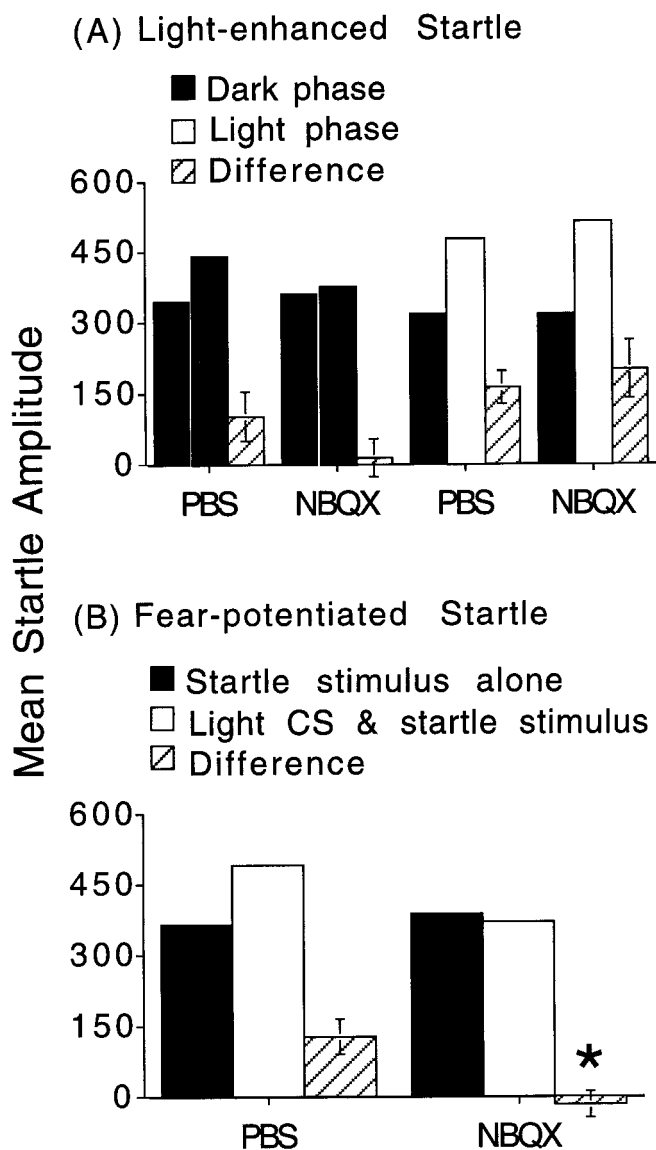 (A) Light-enhanced Startle
Dark phase
Light phase
Difference
600
450
300
150
0
PBS NBQX PBS NBQX
Mean Startle Amplitude
(B) Fear-potentiated Startle
Startle stimulus alone
Light CS & startle stimulus
Difference
600
450
300
150
0
*
PBS NBQX